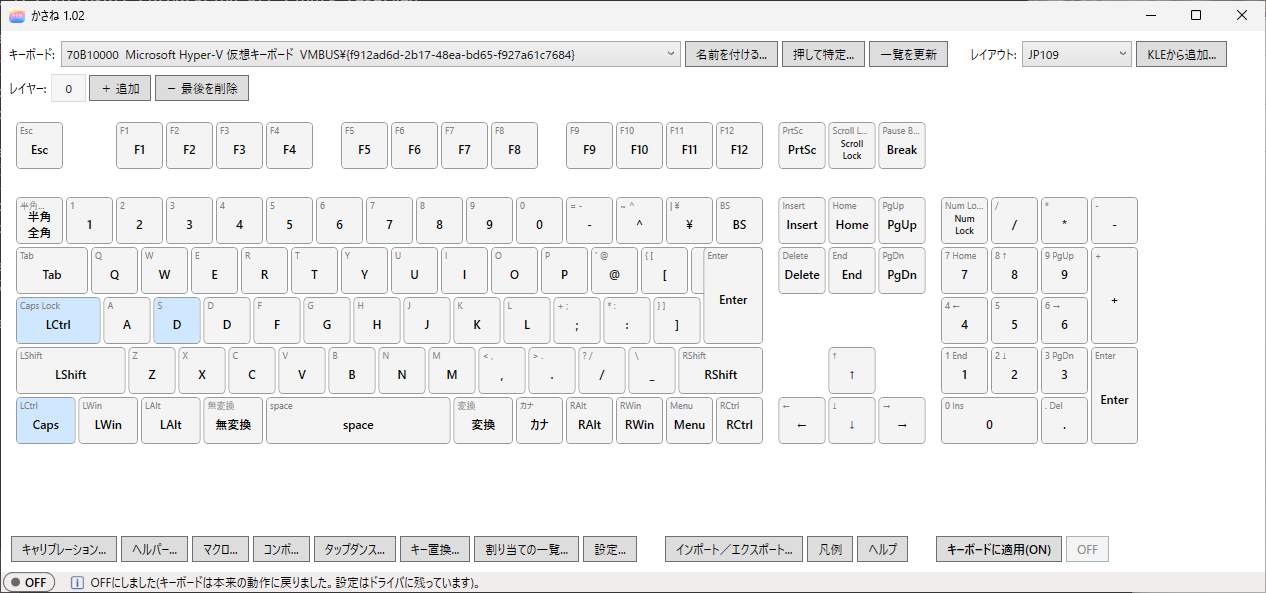 かさね 1.02
キーボード: 70B10000 Microsoft Hyper-V 仮想キーボード VMBUS¥{f912ad6d-2b17-48ea-bd65-f927a61c7684} 名前を付ける... 押して特定... 一覧を更新 レイアウト: JP109 KLEから追加...
レイヤー: 0 + 追加 − 最後を削除
Esc F1 F2 F3 F4 F5 F6 F7 F8 F9 F10 F11 F12 PrtSc Scroll L... Pause B...
Esc F1 F2 F3 F4 F5 F6 F7 F8 F9 F10 F11 F12 PrtSc Scroll Lock Break
半角... 1 2 3 4 5 6 7 8 9 0 = - ~ ^ | ¥ BS Insert Home PgUp Num Lo... / * -
半角 全角 1 2 3 4 5 6 7 8 9 0 - ^ ¥ BS Insert Home PgUp Num Lock / * -
Tab Q W E R T Y U I O P ` @ { [ Enter Delete End PgDn 7 Home 8 ↑ 9 PgUp +
Tab Q W E R T Y U I O P @ [ Enter Delete End PgDn 7 8 9 +
Caps Lock A S D F G H J K L + ; * : } ] 4 ← 5 6 →
LCtrl A D D F G H J K L ; : ] 4 5 6
LShift Z X C V B N M < , > . ? / \ RShift ↑ 1 End 2 ↓ 3 PgDn Enter
LShift Z X C V B N M , . / _ RShift ↑ 1 2 3 Enter
LCtrl LWin LAlt 無変換 space 変換 カナ RAlt RWin Menu RCtrl ← ↓ → 0 Ins . Del
Caps LWin LAlt 無変換 space 変換 カナ RAlt RWin Menu RCtrl ← ↓ → 0 .
キャリブレーション... ヘルパー... マクロ... コンボ... タップダンス... キー置換... 割り当ての一覧... 設定... インポート／エクスポート... 凡例 ヘルプ キーボードに適用(ON) OFF
OFF OFFにしました(キーボードは本来の動作に戻りました。設定はドライバに残っています)。